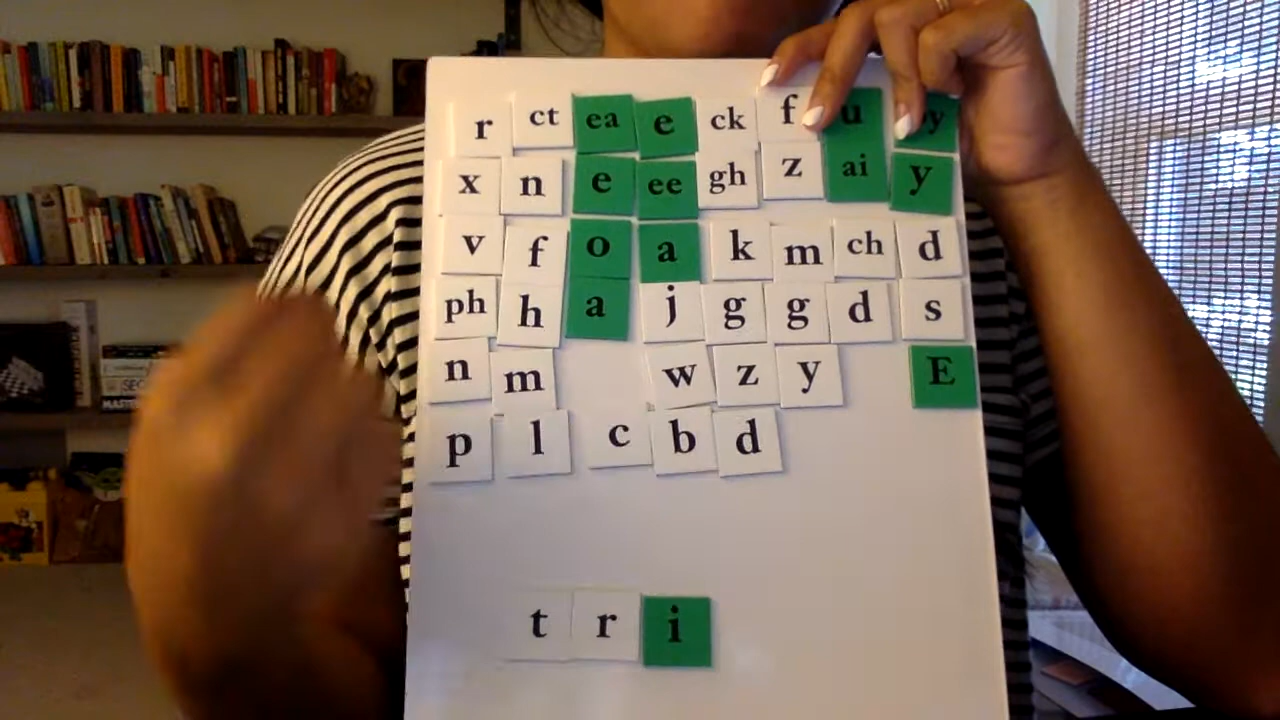 r ct ea e ck f u
x n e ee gh z ai y
v f o a k m ch d
ph h a j g g d s
n m w z y E
p l c b d
t r i